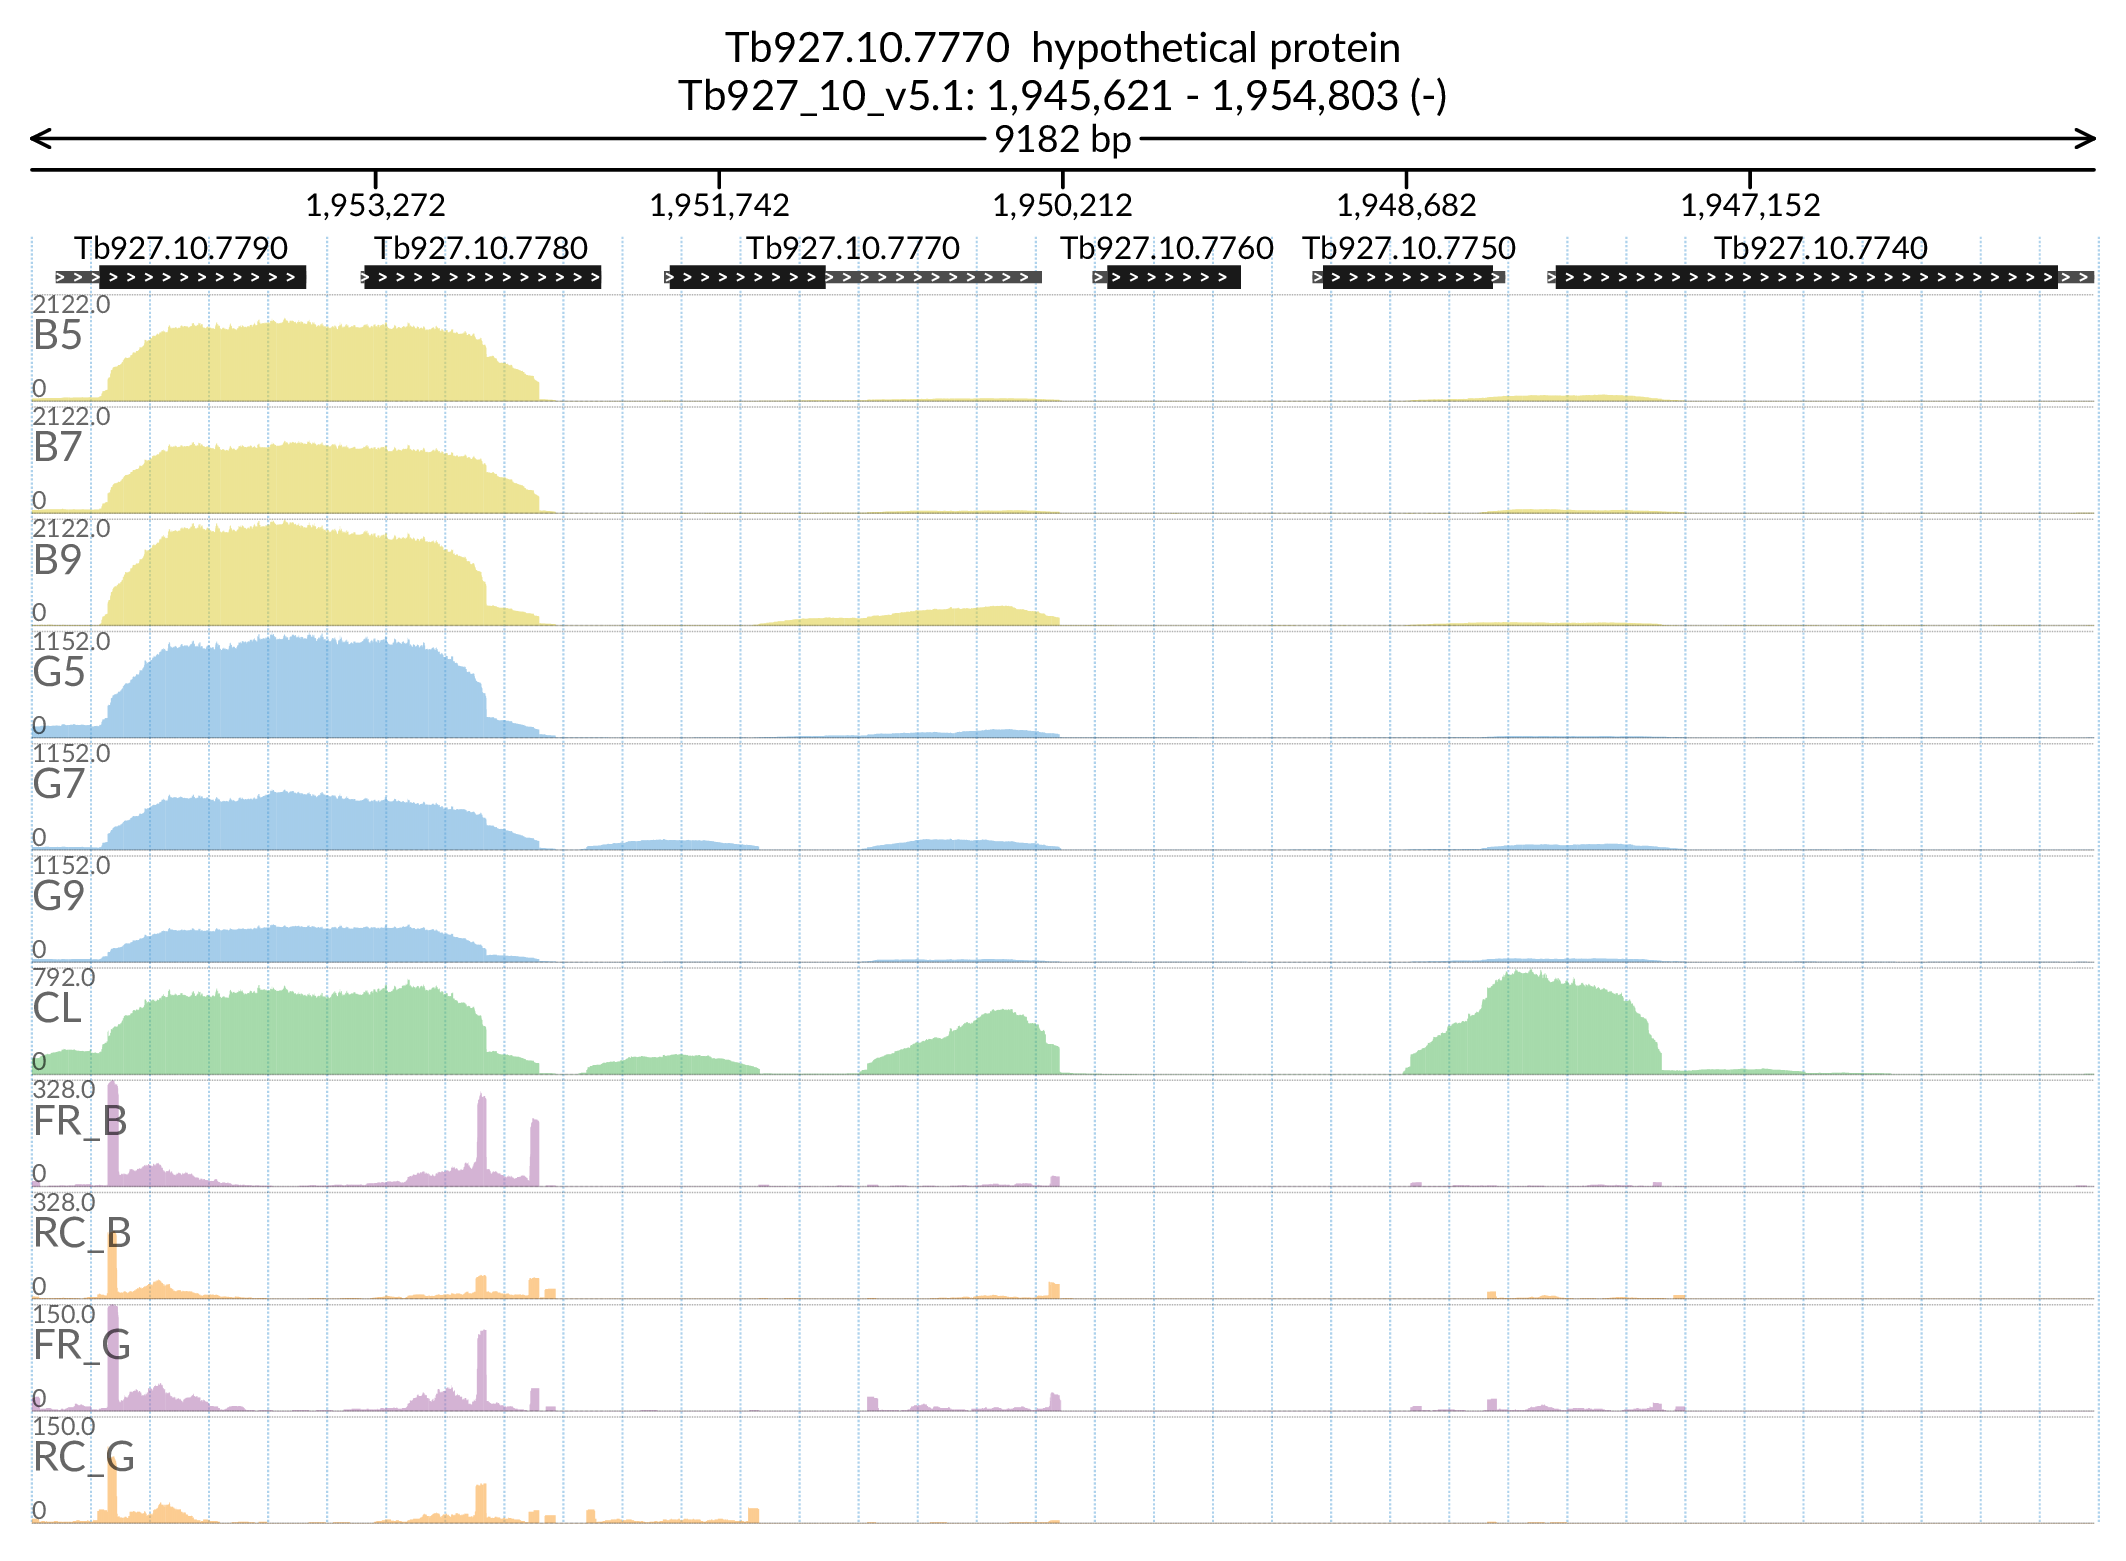 Tb927.10.7770 hypothetical protein
Tb927_10_v5.1: 1,945,621 - 1,954,803 (-)
9182 bp
1,953,272 1,951,742 1,950,212 1,948,682 1,947,152
Tb927.10.7790 Tb927.10.7780 Tb927.10.7770 Tb927.10.7760 Tb927.10.7750 Tb927.10.7740
2122.0
B5
0
2122.0
B7
0
2122.0
B9
0
1152.0
G5
0
1152.0
G7
0
1152.0
G9
0
792.0
CL
0
328.0
FR_B
0
328.0
RC_B
0
150.0
FR_G
0
150.0
RC_G
0